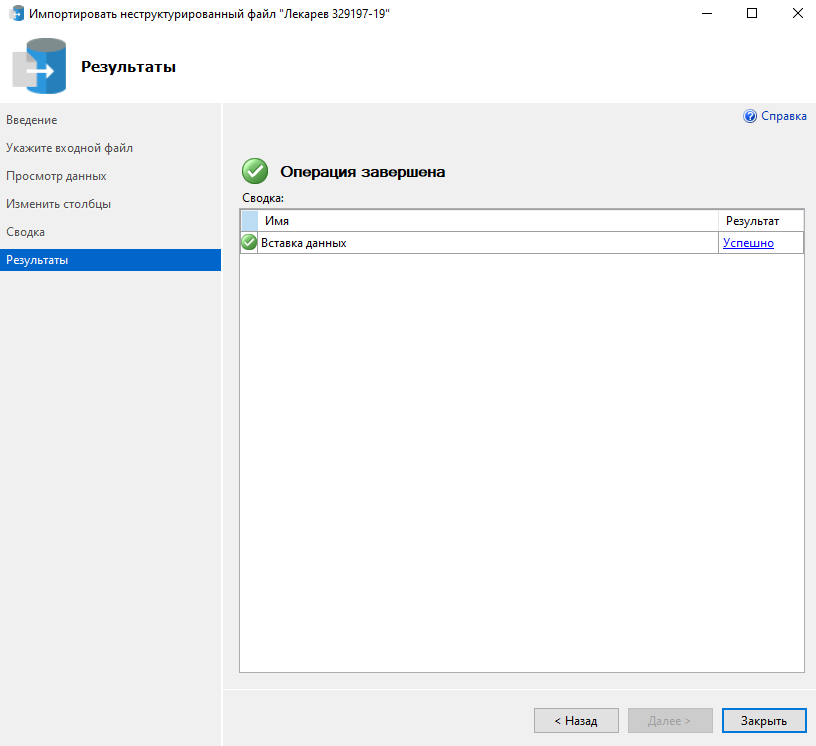 Импортировать неструктурированный файл "Лекарев 329197-19"
Результаты
Справка
Введение
Укажите входной файл
Просмотр данных
Изменить столбцы
Сводка
Результаты
Операция завершена
Сводка:
Имя Результат
Вставка данных Успешно
< Назад Далее > Закрыть